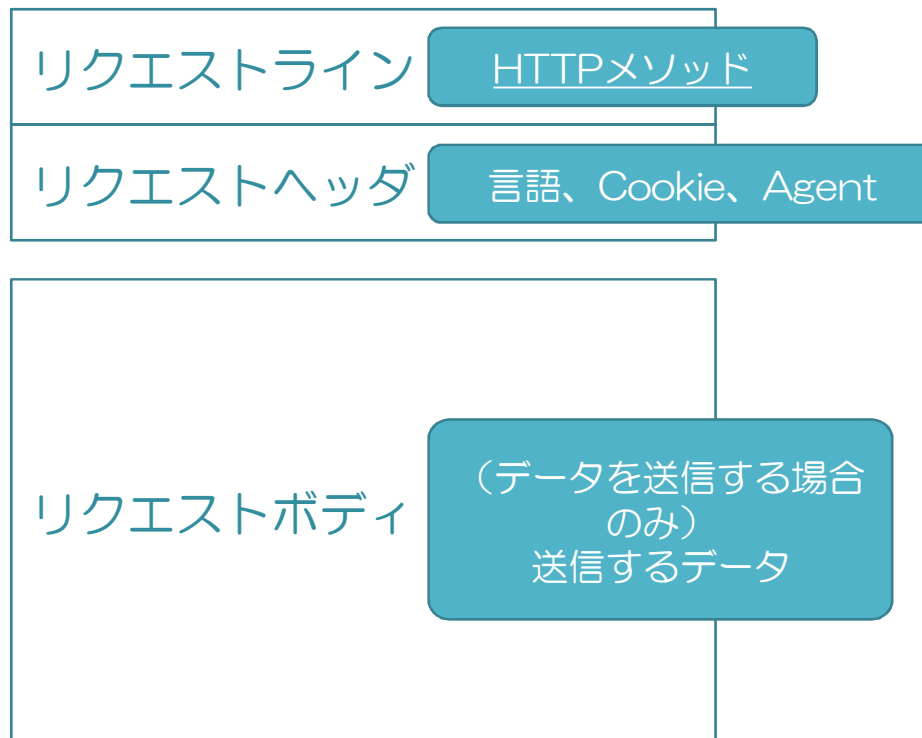 リクエストライン
HTTPメソッド
リクエストヘッダ
言語、Cookie、Agent
リクエストボディ
（データを送信する場合
のみ）
送信するデータ